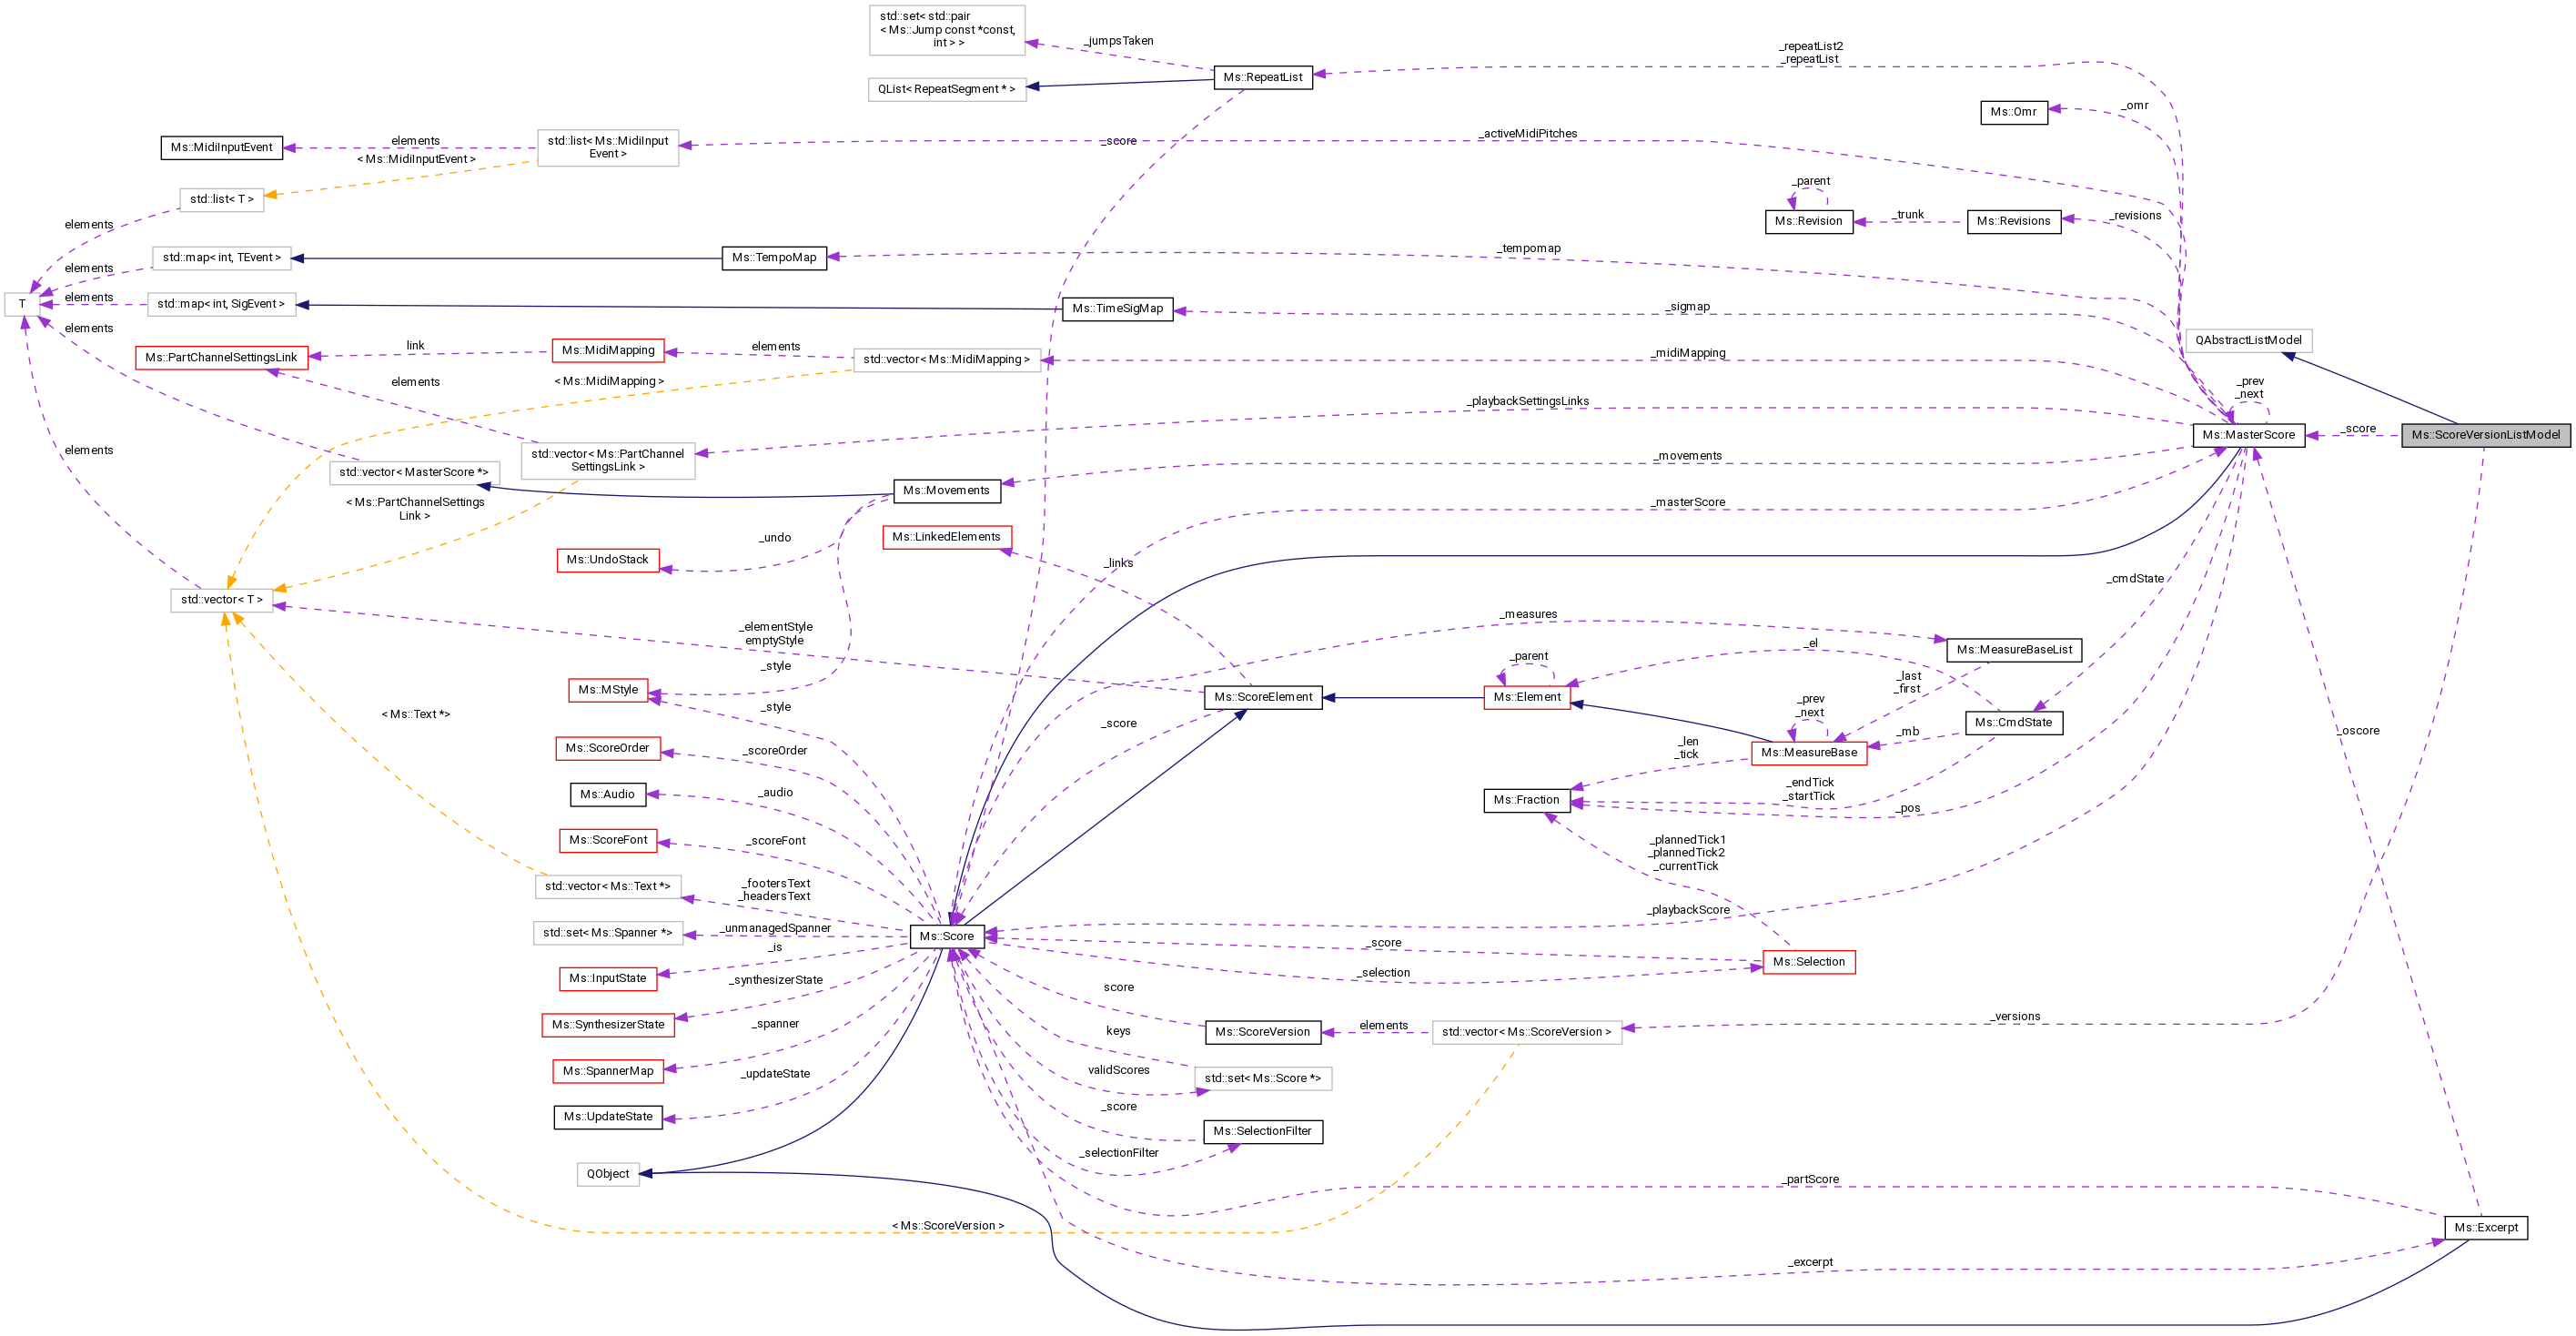 std::set< std::pair
< Ms::Jump const *const,
int > >
_jumpsTaken
_repeatList2
_repeatList
Ms::RepeatList
QList< RepeatSegment * >
Ms::Omr
_omr
_activeMidiPitches
elements
std::list< Ms::MidiInput
Event >
_score
Ms::MidiInputEvent
< Ms::MidiInputEvent >
_parent
std::list< T >
_trunk
_revisions
Ms::Revision
Ms::Revisions
elements
_tempomap
std::map< int, TEvent >
Ms::TempoMap
elements
T
elements
std::map< int, SigEvent >
Ms::TimeSigMap
_sigmap
elements
QAbstractListModel
link
elements
_midiMapping
Ms::PartChannelSettingsLink
Ms::MidiMapping
std::vector< Ms::MidiMapping >
elements
< Ms::MidiMapping >
_prev
_next
_playbackSettingsLinks
_score
Ms::MasterScore
Ms::ScoreVersionListModel
elements
std::vector< Ms::PartChannel
SettingsLink >
_movements
std::vector< MasterScore *>
Ms::Movements
< Ms::PartChannelSettings
Link >
_masterScore
_undo
Ms::LinkedElements
Ms::UndoStack
_links
_cmdState
std::vector< T >
_elementStyle
emptyStyle
_measures
_el
Ms::MeasureBaseList
_style
_parent
_last
_first
Ms::MStyle
Ms::ScoreElement
Ms::Element
_style
_score
_prev
_next
Ms::CmdState
< Ms::Text *>
_mb
_oscore
Ms::ScoreOrder
_scoreOrder
_len
_tick
Ms::MeasureBase
Ms::Audio
_audio
Ms::Fraction
_endTick
_startTick
_pos
Ms::ScoreFont
_scoreFont
_plannedTick1
_plannedTick2
_currentTick
std::vector< Ms::Text *>
_footersText
_headersText
_playbackScore
std::set< Ms::Spanner *>
_unmanagedSpanner
Ms::Score
_is
_score
Ms::InputState
_selection
Ms::Selection
_synthesizerState
score
Ms::SynthesizerState
_spanner
keys
Ms::ScoreVersion
elements
std::vector< Ms::ScoreVersion >
_versions
Ms::SpannerMap
_updateState
validScores
std::set< Ms::Score *>
Ms::UpdateState
_score
Ms::SelectionFilter
QObject
_selectionFilter
_partScore
< Ms::ScoreVersion >
Ms::Excerpt
_excerpt